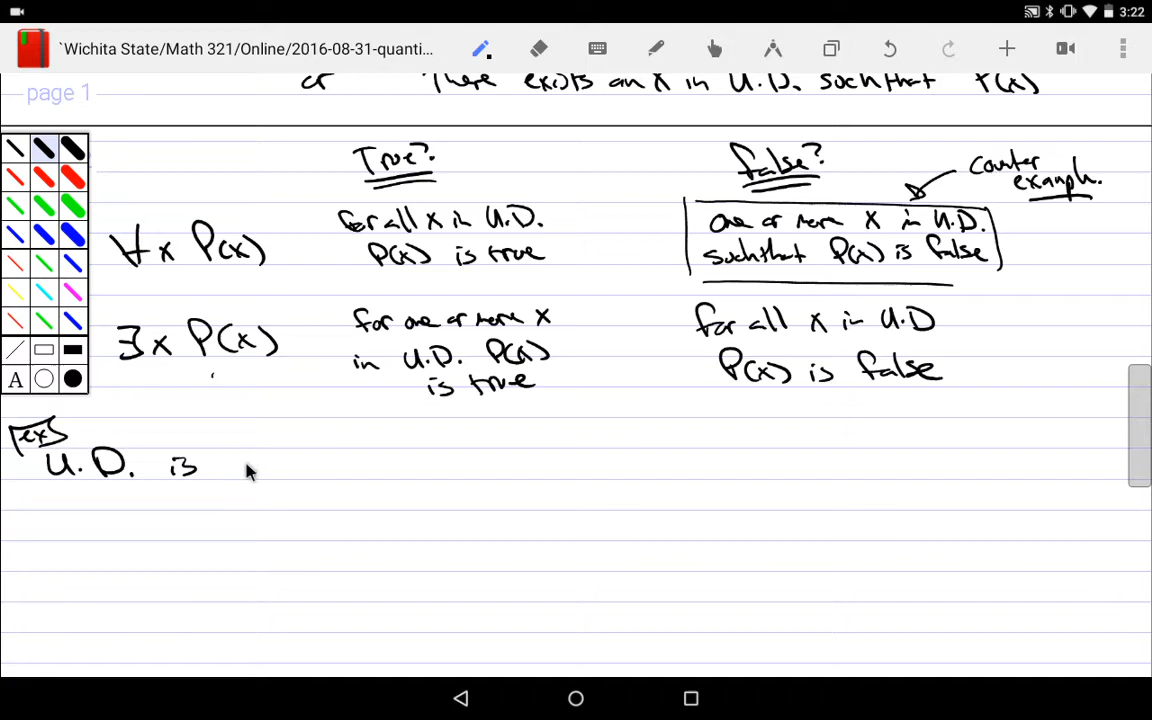 3:22
`Wichita State/Math 321/Online/2016-08-31-quanti...
page 1
or There exists an x in U.D. such that P(x)
True? False? counter example.
∀x P(x) for all x in U.D. P(x) is true one or more x in U.D. such that P(x) is false
∃x P(x) for one or more x in U.D. P(x) is true for all x in U.D P(x) is false
ex
U.D. is
A